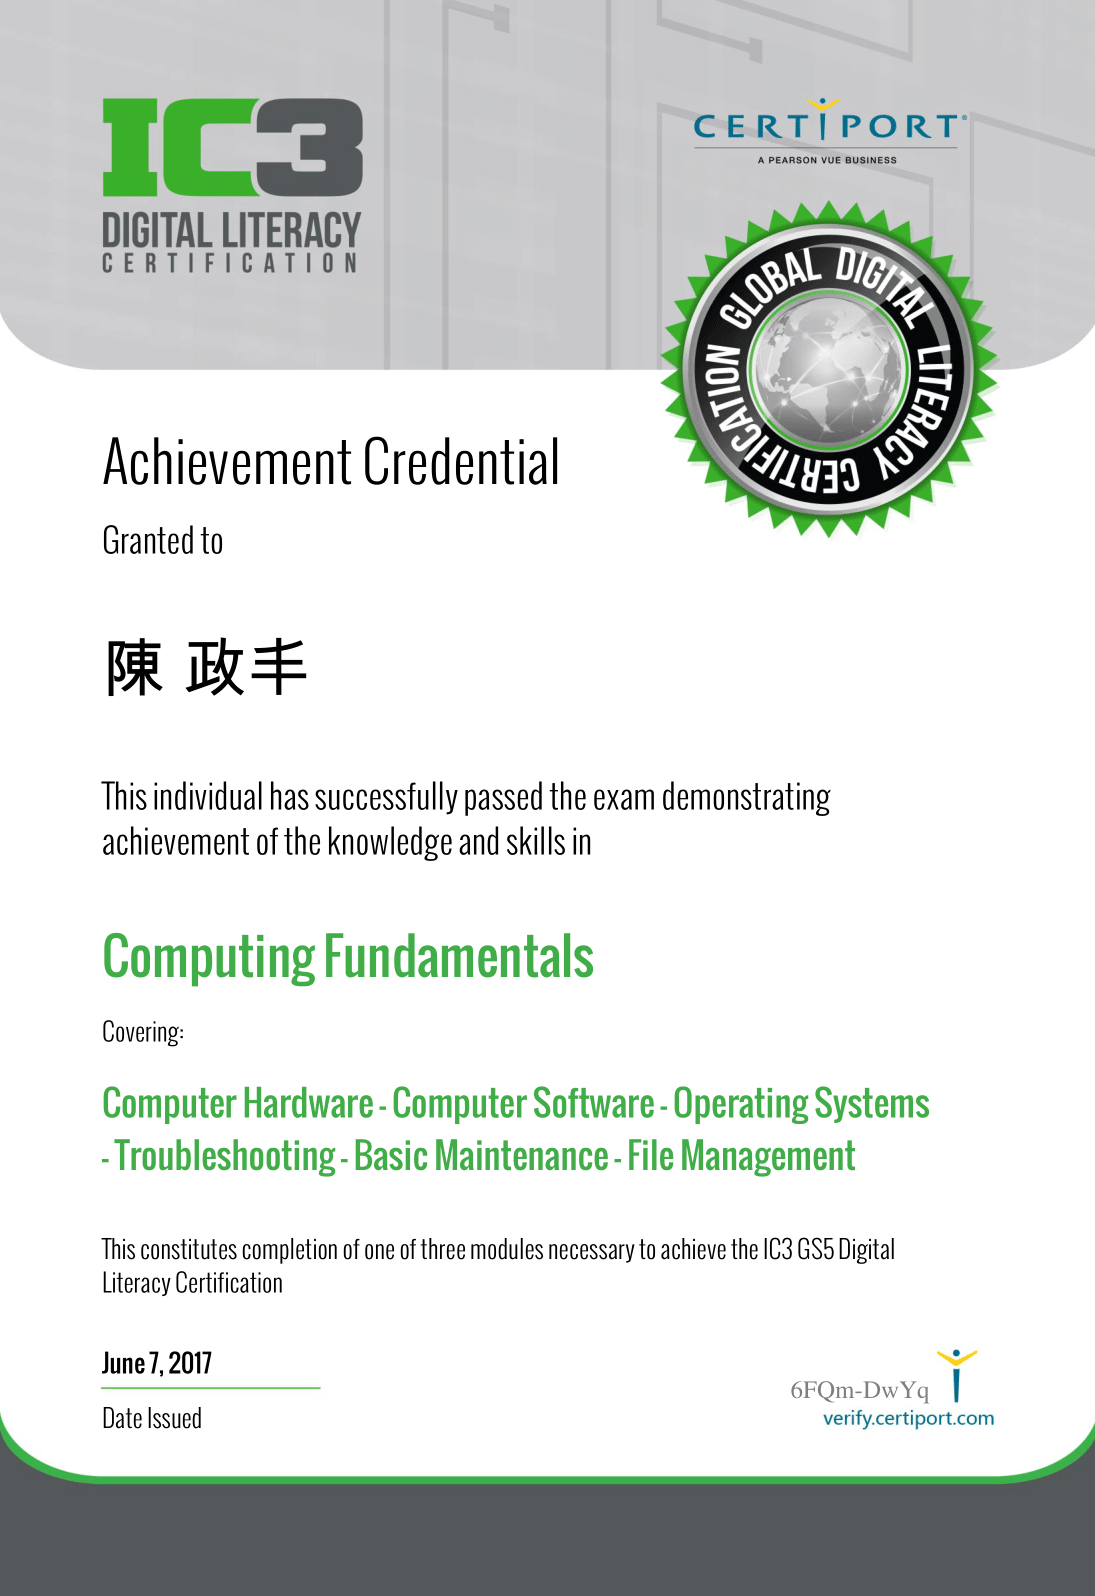 IC3
DIGITAL LITERACY
CERTIFICATION
CERTIPORT®
A PEARSON VUE BUSINESS
GLOBAL DIGITAL LITERACY CERTIFICATION
Achievement Credential
Granted to
陳 政丰
This individual has successfully passed the exam demonstrating
achievement of the knowledge and skills in
Computing Fundamentals
Covering:
Computer Hardware - Computer Software - Operating Systems
- Troubleshooting - Basic Maintenance - File Management
This constitutes completion of one of three modules necessary to achieve the IC3 GS5 Digital
Literacy Certification
June 7, 2017
Date Issued
6FQm-DwYq
verify.certiport.com